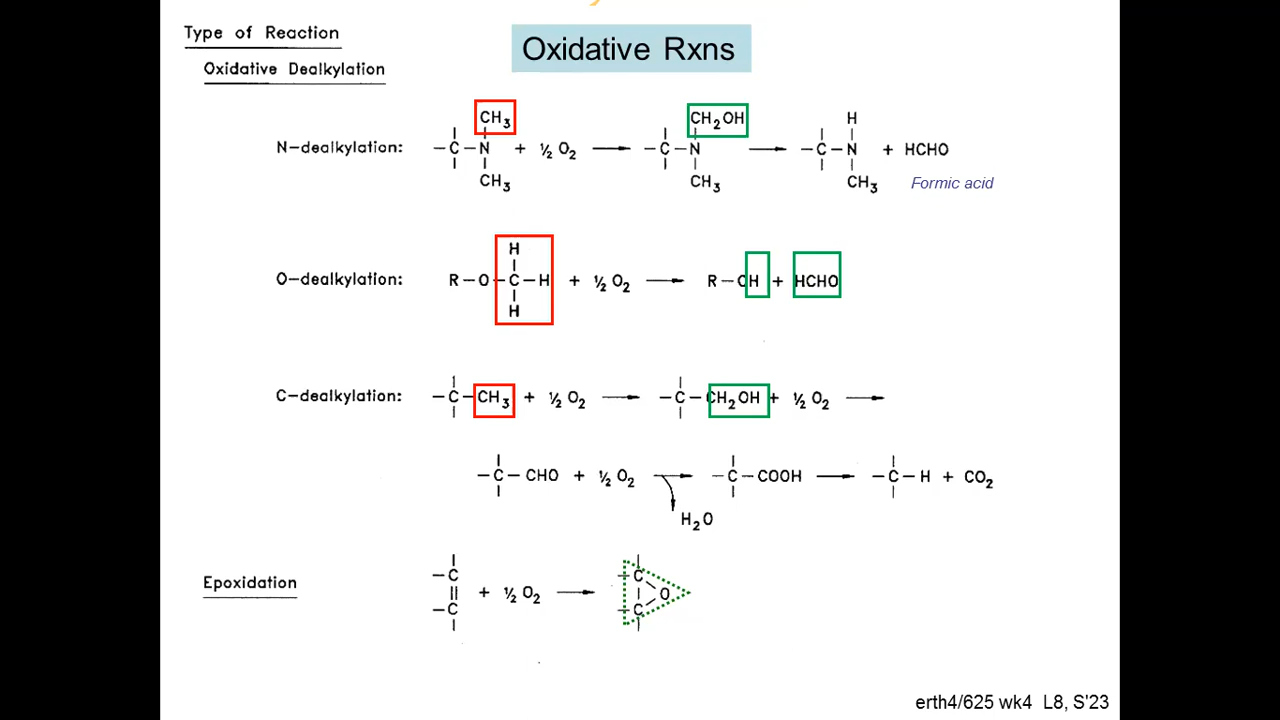 Type of Reaction
Oxidative Rxns
Oxidative Dealkylation
CH3 CH2OH H
N-dealkylation: -C-N + ½ O2 → -C-N → -C-N + HCHO
CH3 CH3 CH3 Formic acid
H
O-dealkylation: R-O-C-H + ½ O2 → R-OH + HCHO
H
C-dealkylation: -C-CH3 + ½ O2 → -C-CH2OH + ½ O2 →
-C-CHO + ½ O2 → -C-COOH → -C-H + CO2
H2O
-C -C
Epoxidation || + ½ O2 → | O
-C -C
erth4/625 wk4 L8, S'23